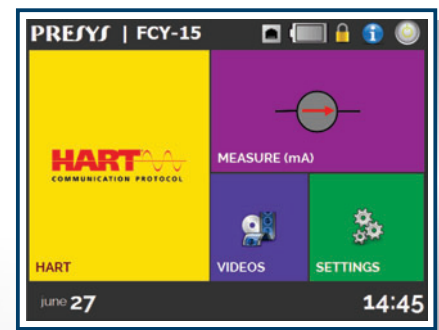 PRESYS | FCY-15
HART
COMMUNICATION PROTOCOL
HART
MEASURE (mA)
VIDEOS
SETTINGS
june 27
14:45